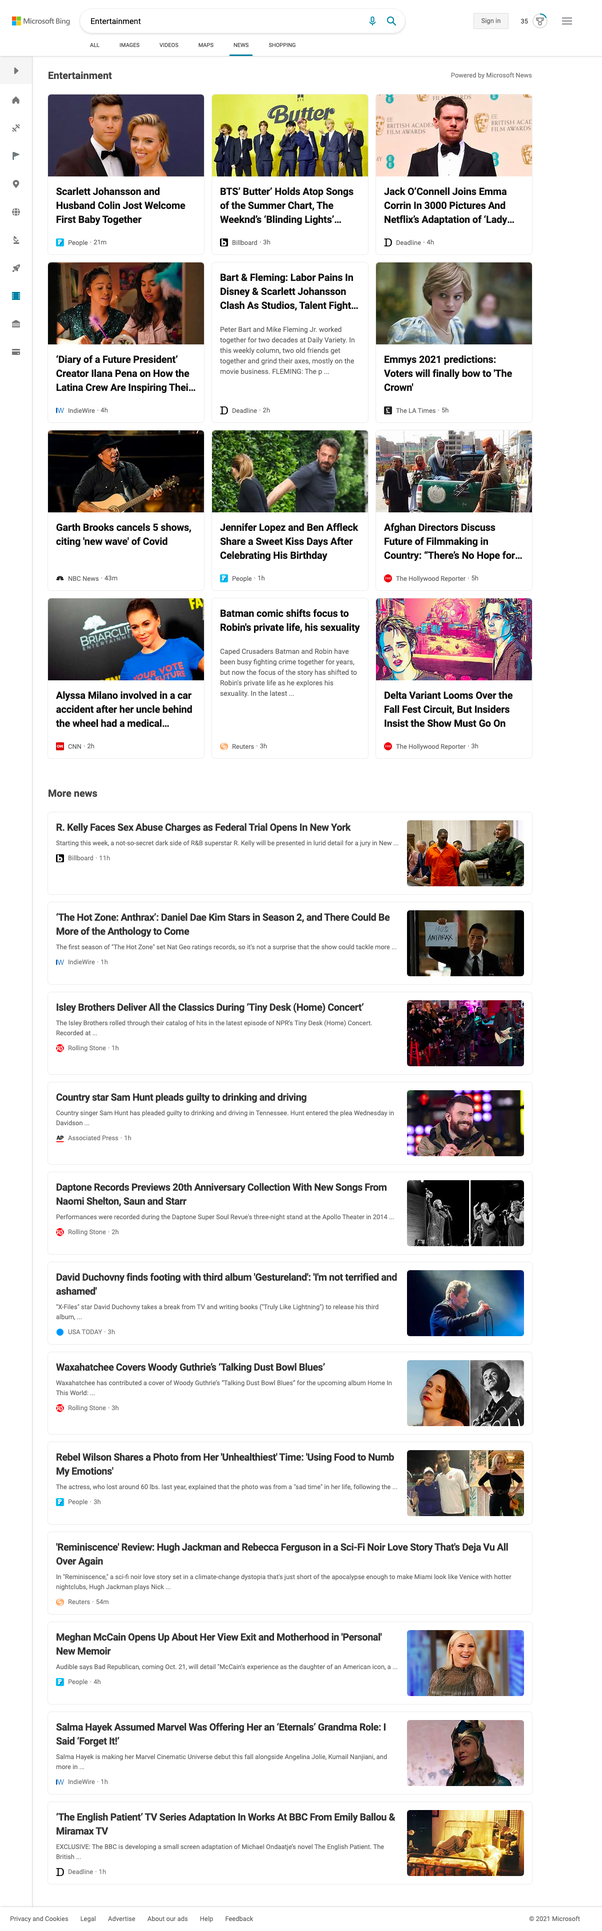 Microsoft Bing
Entertainment
Sign in
35
ALL
IMAGES
VIDEOS
MAPS
NEWS
SHOPPING
Entertainment
Powered by Microsoft News
Butter
EE BRITISH ACADEMY
FILM AWARDS
Scarlett Johansson and
Husband Colin Jost Welcome
First Baby Together
People · 21m
BTS' Butter' Holds Atop Songs
of the Summer Chart, The
Weeknd's 'Blinding Lights'...
Billboard · 3h
Jack O'Connell Joins Emma
Corrin In 3000 Pictures And
Netflix's Adaptation of 'Lady...
Deadline · 4h
'Diary of a Future President'
Creator Ilana Pena on How the
Latina Crew Are Inspiring Thei...
IndieWire · 4h
Bart & Fleming: Labor Pains In
Disney & Scarlett Johansson
Clash As Studios, Talent Fight...
Peter Bart and Mike Fleming Jr. worked
together for two decades at Daily Variety. In
this weekly column, two old friends get
together and grind their axes, mostly on the
movie business. FLEMING: The p ...
Deadline · 2h
Emmys 2021 predictions:
Voters will finally bow to 'The
Crown'
The LA Times · 5h
Garth Brooks cancels 5 shows,
citing 'new wave' of Covid
NBC News · 43m
Jennifer Lopez and Ben Affleck
Share a Sweet Kiss Days After
Celebrating His Birthday
People · 1h
Afghan Directors Discuss
Future of Filmmaking in
Country: "There's No Hope for...
The Hollywood Reporter · 5h
BRIARCLIFF
ENTERTAINMENT
FA
YOUR VOTE
FUTURE
Alyssa Milano involved in a car
accident after her uncle behind
the wheel had a medical...
CNN · 2h
Batman comic shifts focus to
Robin's private life, his sexuality
Caped Crusaders Batman and Robin have
been busy fighting crime together for years,
but now the focus of the story has shifted to
Robin's private life as he explores his
sexuality. In the latest ...
Reuters · 3h
Delta Variant Looms Over the
Fall Fest Circuit, But Insiders
Insist the Show Must Go On
The Hollywood Reporter · 3h
More news
R. Kelly Faces Sex Abuse Charges as Federal Trial Opens In New York
Starting this week, a not-so-secret dark side of R&B superstar R. Kelly will be presented in lurid detail for a jury in New ...
Billboard · 11h
'The Hot Zone: Anthrax': Daniel Dae Kim Stars in Season 2, and There Could Be
More of the Anthology to Come
The first season of "The Hot Zone" set Nat Geo ratings records, so it's not a surprise that the show could tackle more ...
IndieWire · 1h
ANTHRAX
Isley Brothers Deliver All the Classics During 'Tiny Desk (Home) Concert'
The Isley Brothers rolled through their catalog of hits in the latest episode of NPR's Tiny Desk (Home) Concert.
Recorded at ...
Rolling Stone · 1h
Country star Sam Hunt pleads guilty to drinking and driving
Country singer Sam Hunt has pleaded guilty to drinking and driving in Tennessee. Hunt entered the plea Wednesday in
Davidson ...
AP Associated Press · 1h
Daptone Records Previews 20th Anniversary Collection With New Songs From
Naomi Shelton, Saun and Starr
Performances were recorded during the Daptone Super Soul Revue's three-night stand at the Apollo Theater in 2014 ...
Rolling Stone · 2h
David Duchovny finds footing with third album 'Gestureland': 'I'm not terrified and
ashamed'
"X-Files" star David Duchovny takes a break from TV and writing books ("Truly Like Lightning") to release his third
album, ...
USA TODAY · 3h
Waxahatchee Covers Woody Guthrie's 'Talking Dust Bowl Blues'
Waxahatchee has contributed a cover of Woody Guthrie's "Talking Dust Bowl Blues" for the upcoming album Home In
This World: ...
Rolling Stone · 3h
Rebel Wilson Shares a Photo from Her 'Unhealthiest' Time: 'Using Food to Numb
My Emotions'
The actress, who lost around 60 lbs. last year, explained that the photo was from a "sad time" in her life, following the ...
People · 3h
'Reminiscence' Review: Hugh Jackman and Rebecca Ferguson in a Sci-Fi Noir Love Story That's Deja Vu All
Over Again
In "Reminiscence," a sci-fi noir love story set in a climate-change dystopia that's just short of the apocalypse enough to make Miami look like Venice with hotter
nightclubs, Hugh Jackman plays Nick ...
Reuters · 54m
Meghan McCain Opens Up About Her View Exit and Motherhood in 'Personal'
New Memoir
Audible says Bad Republican, coming Oct. 21, will detail "McCain's experience as the daughter of an American icon, a ...
People · 4h
Salma Hayek Assumed Marvel Was Offering Her an 'Eternals' Grandma Role: I
Said 'Forget It!'
Salma Hayek is making her Marvel Cinematic Universe debut this fall alongside Angelina Jolie, Kumail Nanjiani, and
more in ...
IndieWire · 1h
'The English Patient' TV Series Adaptation In Works At BBC From Emily Ballou &
Miramax TV
EXCLUSIVE: The BBC is developing a small screen adaptation of Michael Ondaatje's novel The English Patient. The
British ...
Deadline · 1h
Privacy and Cookies
Legal
Advertise
About our ads
Help
Feedback
© 2021 Microsoft